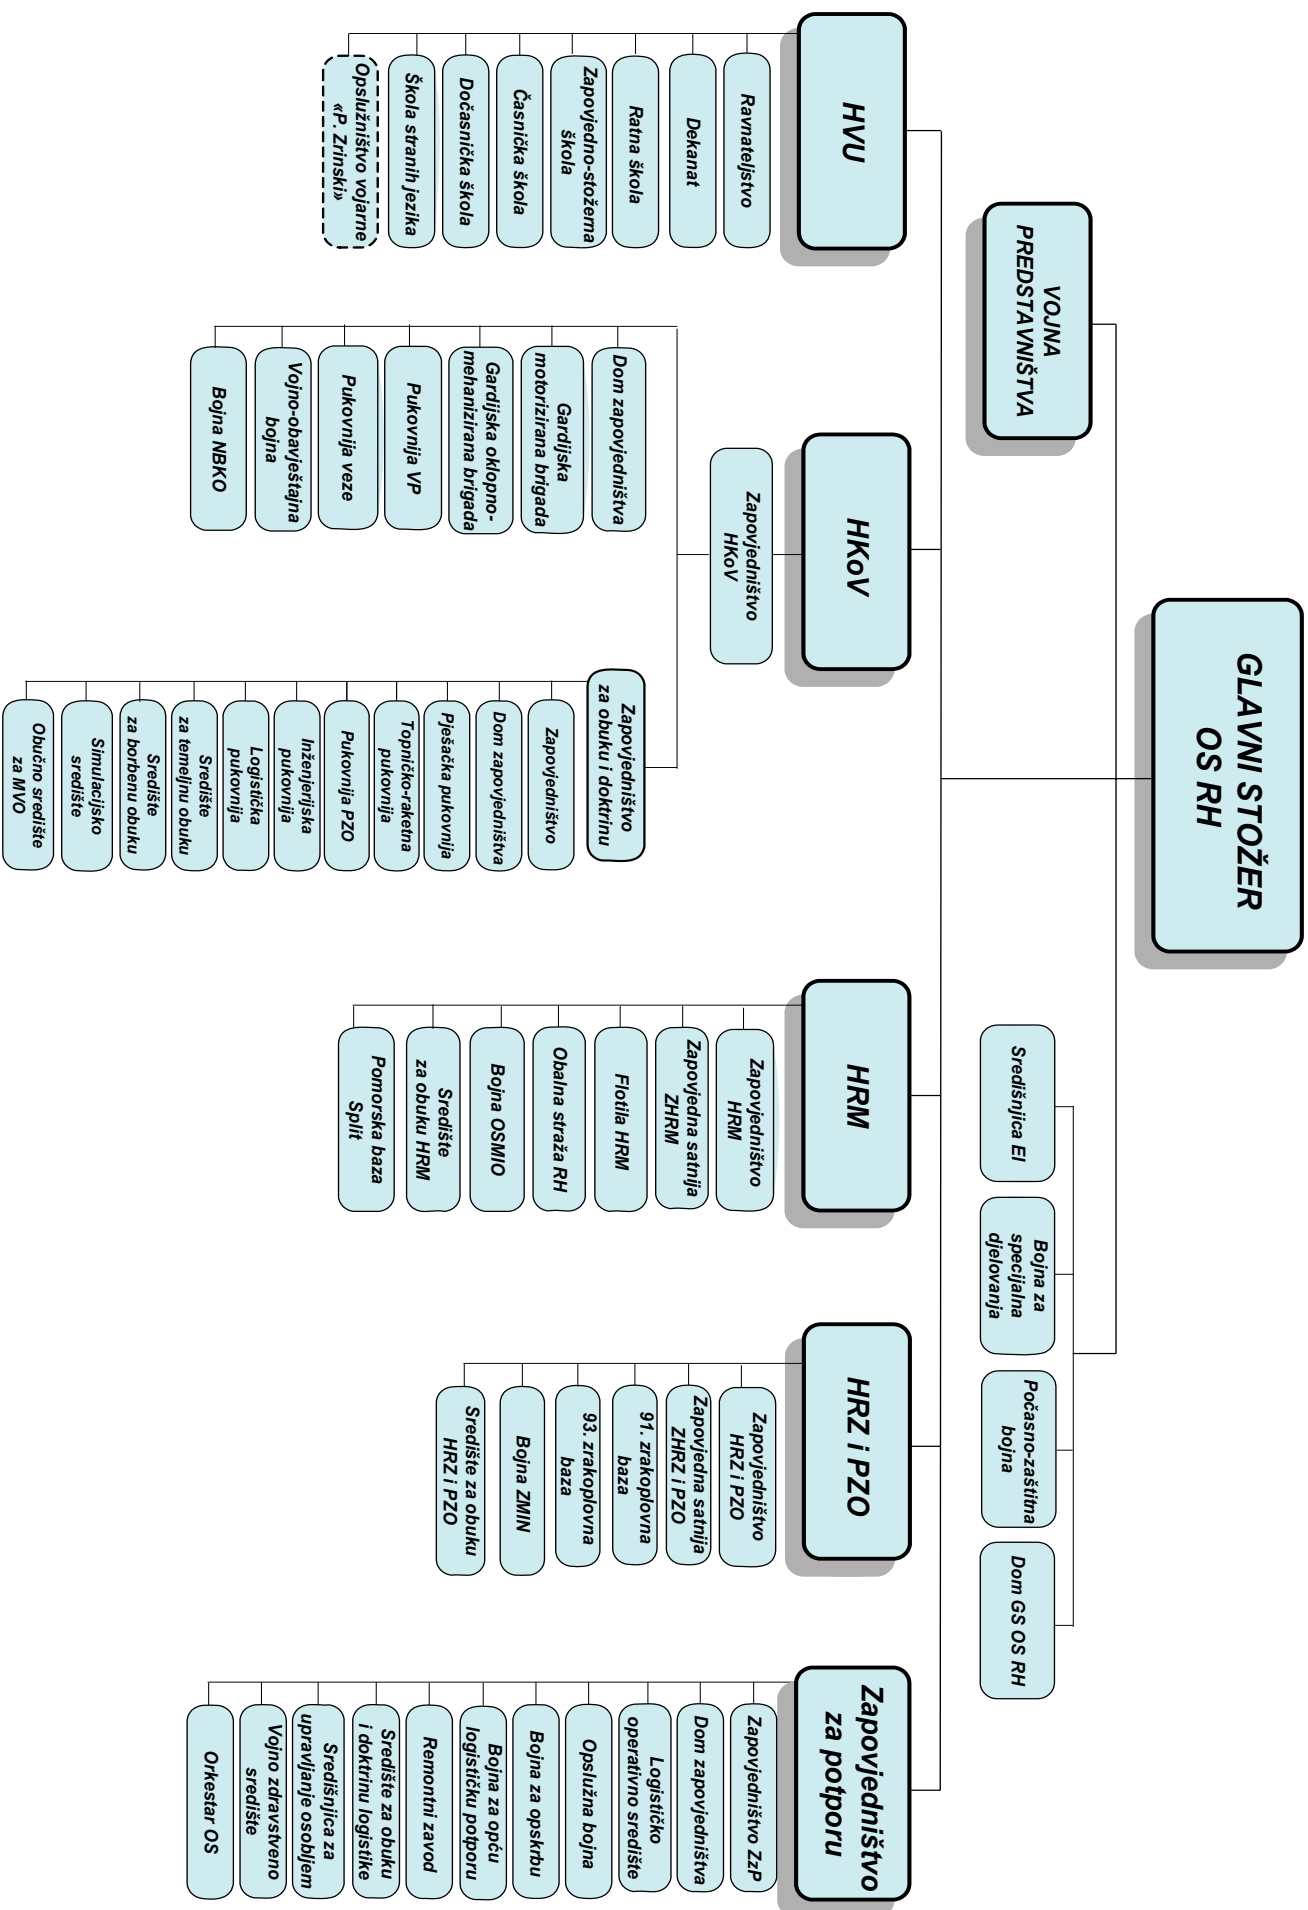 GLAVNI STOŽER
OS RH
VOJNA
PREDSTAVNIŠTVA
Središnjica EI
Bojna za
specijalna
djelovanja
Počasno-zaštitna
bojna
Dom GS OS RH
HVU
Ravnateljstvo
Dekanat
Ratna škola
Zapovjedno-stožerna
škola
Časnička škola
Dočasnička škola
Škola stranih jezika
Opslužništvo vojarne
«P. Zrinski»
HKoV
Zapovjedništvo
HKoV
Dom zapovjedništva
Gardijska
motorizirana brigada
Gardijska oklopno-
mehanizirana brigada
Pukovnija VP
Pukovnija veze
Vojno-obavještajna
bojna
Bojna NBKO
Zapovjedništvo
za obuku i doktrinu
Zapovjedništvo
Dom zapovjedništva
Pješačka pukovnija
Topničko-raketna
pukovnija
Pukovnija PZO
Inženjerijska
pukovnija
Logistička
pukovnija
Središte
za temeljnu obuku
Središte
za borbenu obuku
Simulacijsko
središte
Obučno središte
za MVO
HRM
Zapovjedništvo
HRM
Zapovjedna satnija
ZHRM
Flotila HRM
Obalna straža RH
Bojna OSMIO
Središte
za obuku HRM
Pomorska baza
Split
HRZ i PZO
Zapovjedništvo
HRZ i PZO
Zapovjedna satnija
ZHRZ i PZO
91. zrakoplovna
baza
93. zrakoplovna
baza
Bojna ZMIN
Središte za obuku
HRZ i PZO
Zapovjedništvo
za potporu
Zapovjedništvo ZzP
Dom zapovjedništva
Logističko
operativno središte
Opslužna bojna
Bojna za opskrbu
Bojna za opću
logističku potporu
Remontni zavod
Središte za obuku
i doktrinu logistike
Središnjica za
upravljanje osobljem
Vojno zdravstveno
središte
Orkestar OS